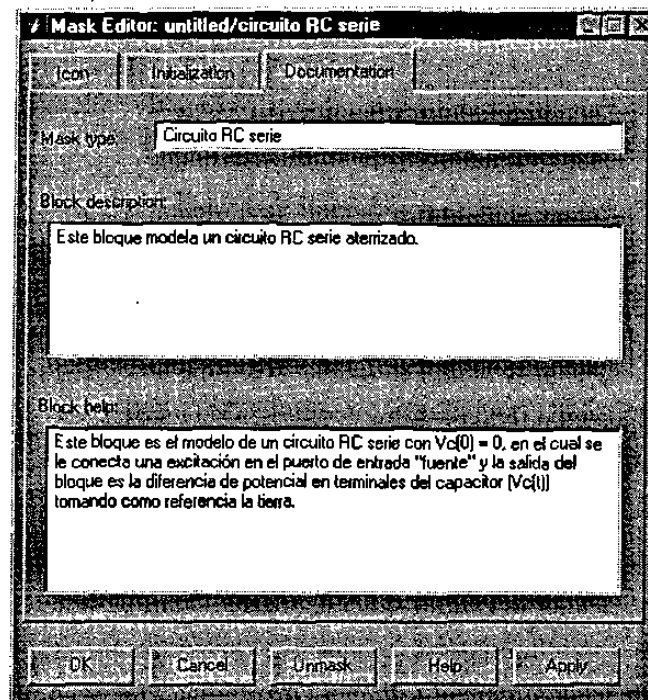 Mask Editor: untitled/circuito RC serie
Icon Initialization Documentation
Mask type: Circuito RC serie
Block description:
Este bloque modela un circuito RC serie aterrizado.
Block help:
Este bloque es el modelo de un circuito RC serie con Vc(0) = 0, en el cual se
le conecta una excitación en el puerto de entrada "fuente" y la salida del
bloque es la diferencia de potencial en terminales del capacitor (Vc(t))
tomando como referencia la tierra.
OK Cancel Unmask Help Apply